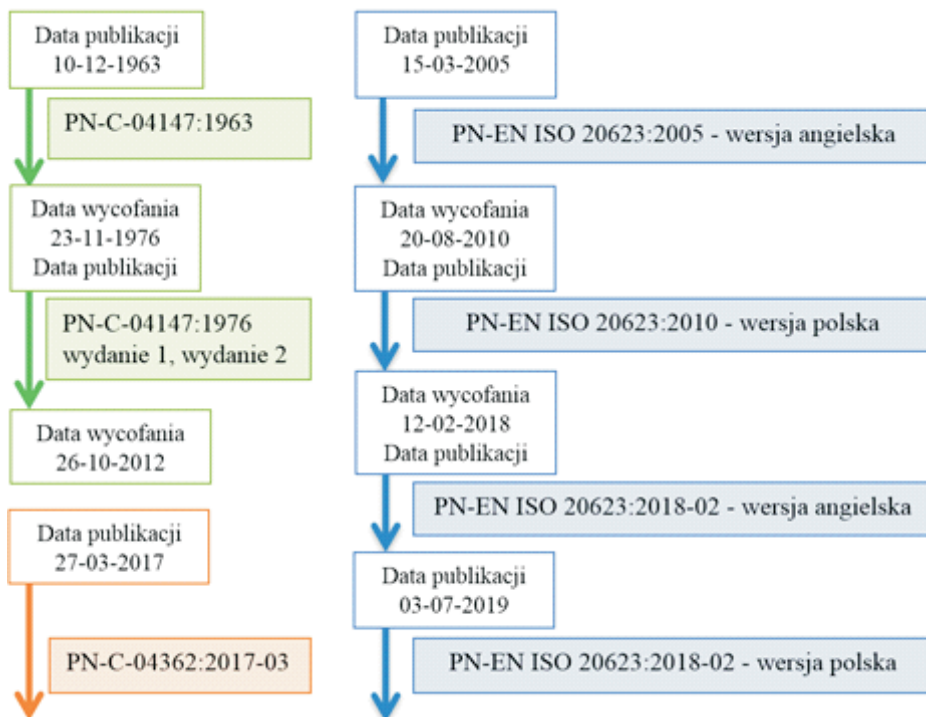 Data publikacji
10-12-1963
PN-C-04147:1963
Data wycofania
23-11-1976
Data publikacji
PN-C-04147:1976
wydanie 1, wydanie 2
Data wycofania
26-10-2012
Data publikacji
27-03-2017
PN-C-04362:2017-03
Data publikacji
15-03-2005
PN-EN ISO 20623:2005 - wersja angielska
Data wycofania
20-08-2010
Data publikacji
PN-EN ISO 20623:2010 - wersja polska
Data wycofania
12-02-2018
Data publikacji
PN-EN ISO 20623:2018-02 - wersja angielska
Data publikacji
03-07-2019
PN-EN ISO 20623:2018-02 - wersja polska